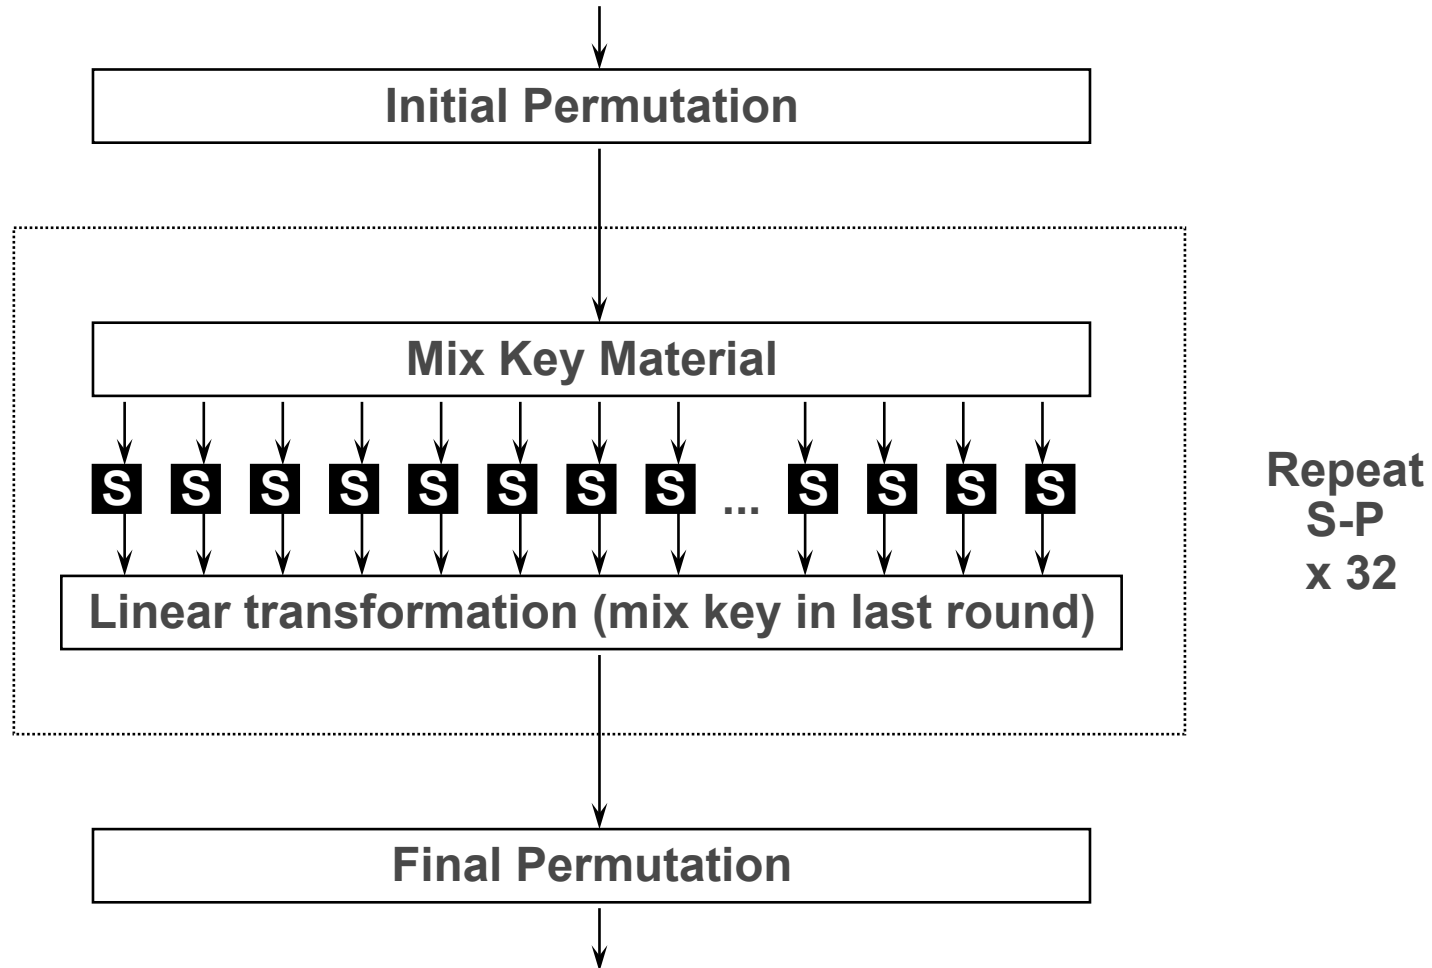 Initial Permutation
Mix Key Material
S S S S S S S S ... S S S S
Repeat
S-P
x 32
Linear transformation (mix key in last round)
Final Permutation